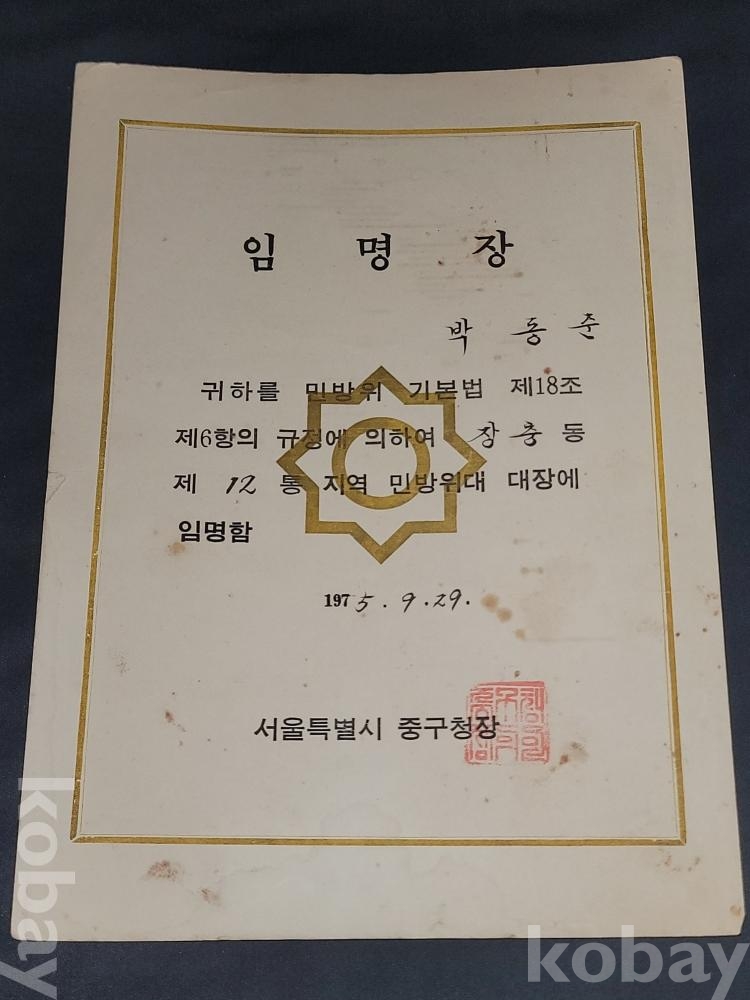 임 명 장
박 동 준
귀하를 민방위 기본법 제18조
제6항의 규정에 의하여 장충동
제 12 통 지역 민방위대 대장에
임명함
1975. 9. 29.
서울특별시 중구청장
kobay
kobay